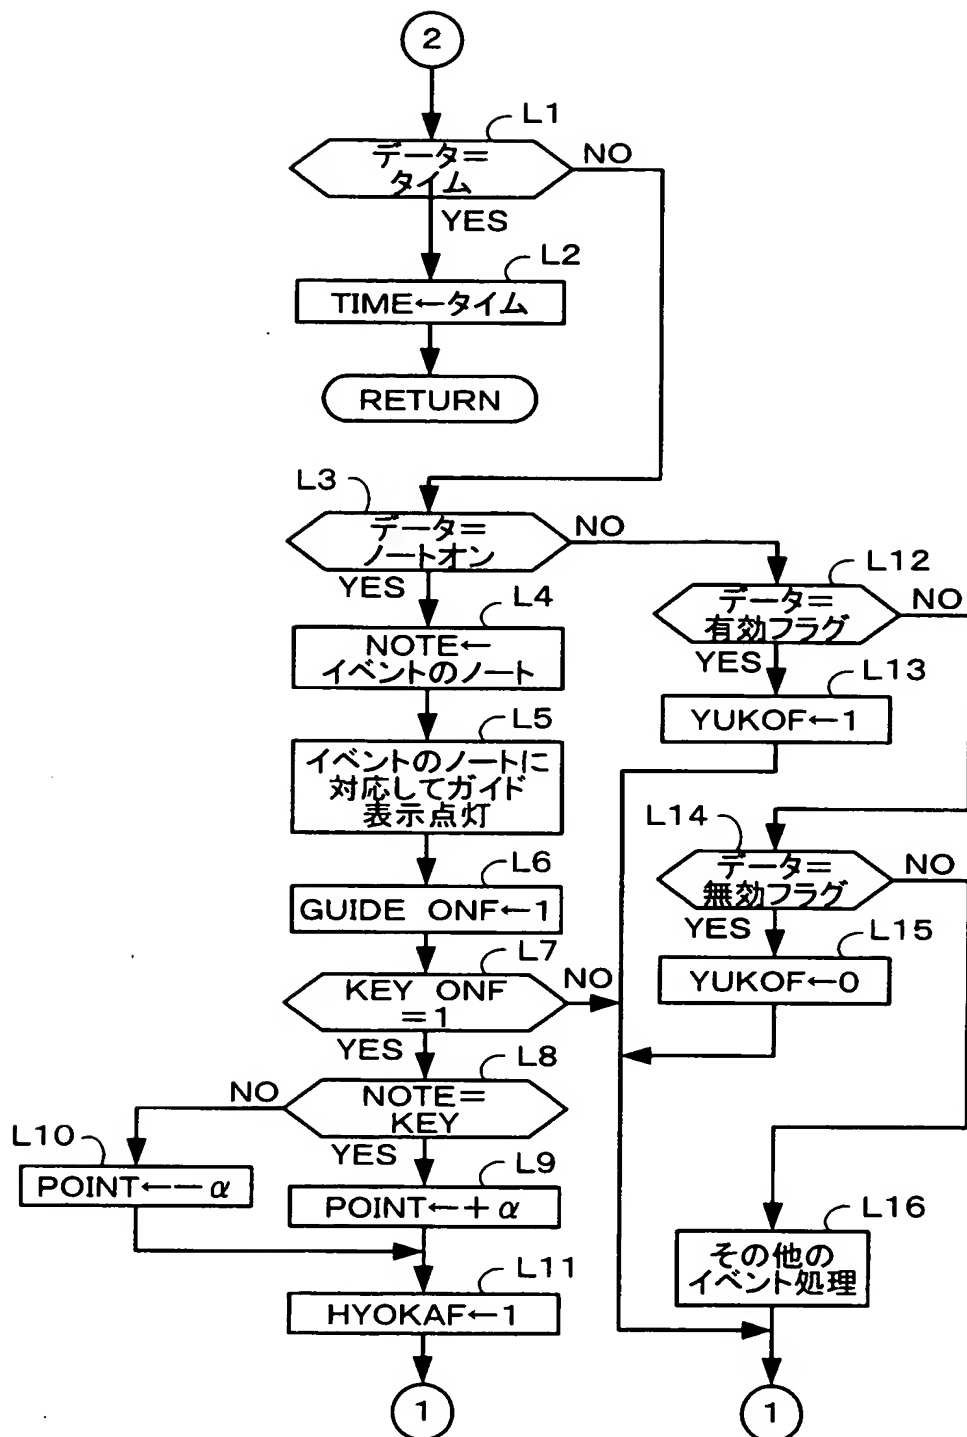 2
L1
データ=
タイム
NO
YES
L2
TIME←タイム
RETURN
L3
データ=
ノートオン
NO
YES
L4
NOTE←
イベントのノート
L5
イベントのノートに
対応してガイド
表示点灯
L6
GUIDE ONF←1
L7
KEY ONF
=1
NO
YES
L8
NOTE=
KEY
NO
YES
L10
POINT←−α
L9
POINT←+α
L11
HYOKAF←1
1
L12
データ=
有効フラグ
NO
YES
L13
YUKOF←1
L14
データ=
無効フラグ
NO
YES
L15
YUKOF←0
L16
その他の
イベント処理
1